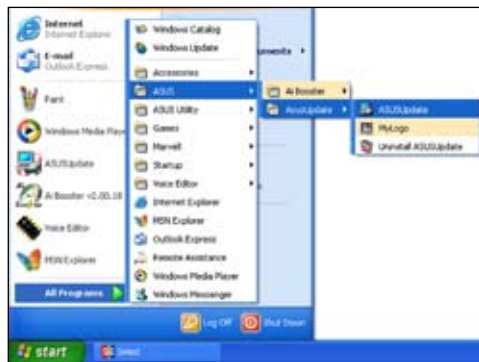 Internet
Internet Explorer
E-mail
Outlook Express
Paint
Windows Media Player
ASUSUpdate
Ai Booster v2.00.18
Voice Editor
MSN Explorer
All Programs
Windows Catalog
Windows Update
Accessories
ASUS
ASUS Utility
Games
Marvell
Startup
Voice Editor
Internet Explorer
MSN Explorer
Outlook Express
Remote Assistance
Windows Media Player
Windows Messenger
uments
Ai Booster
AsusUpdate
ASUSUpdate
MyLogo
Uninstall ASUSUpdate
Log Off
Shut Down
start
Select